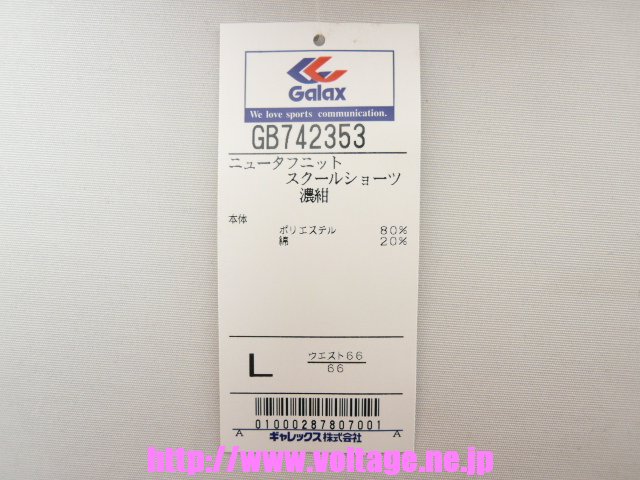 Galax
We love sports communication.
GB742353
ニュータフニット
スクールショーツ
濃紺
本体
ポリエステル 80%
綿 20%
L
ウエスト66
66
01000287807001
A ギャレックス株式会社 A
http://www.voltage.ne.jp